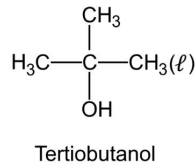 CH₃
H₃C—C—CH₃(ℓ)
OH
Tertiobutanol